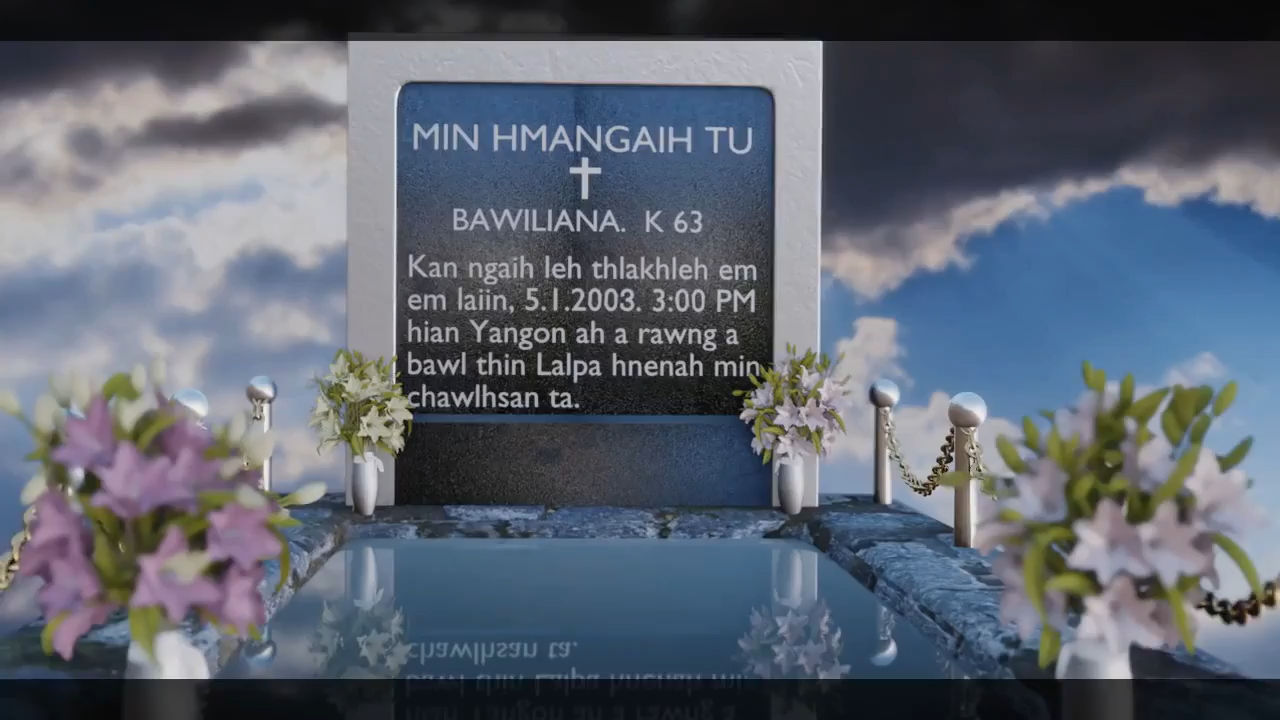 MIN HMANGAIH TU
BAWILIANA. K 63
Kan ngaih leh thlakhleh em
em laiin, 5.1.2003. 3:00 PM
hian Yangon ah a rawng a
bawl thin Lalpa hnenah min
chawlhsan ta.